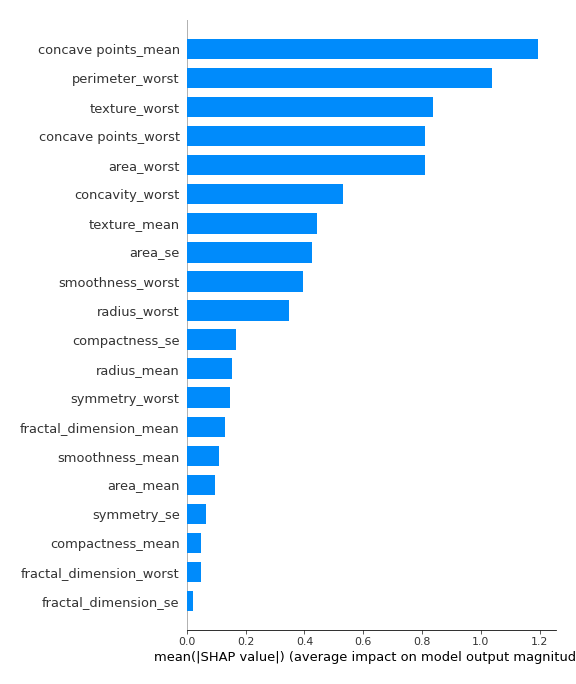 concave points_mean
perimeter_worst
texture_worst
concave points_worst
area_worst
concavity_worst
texture_mean
area_se
smoothness_worst
radius_worst
compactness_se
radius_mean
symmetry_worst
fractal_dimension_mean
smoothness_mean
area_mean
symmetry_se
compactness_mean
fractal_dimension_worst
fractal_dimension_se
0.0 0.2 0.4 0.6 0.8 1.0 1.2
mean(|SHAP value|) (average impact on model output magnitud